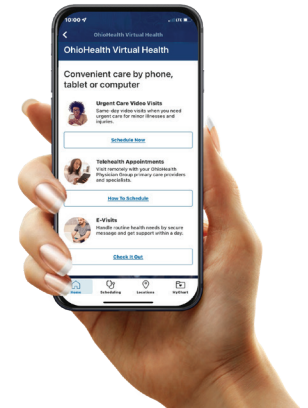 10:00
LTE
OhioHealth Virtual Health
OhioHealth Virtual Health
Convenient care by phone,
tablet or computer
Urgent Care Video Visits
Same-day video visits when you need
urgent care for minor illnesses and
injuries.
Schedule Now
Telehealth Appointments
Visit remotely with your OhioHealth
Physician Group primary care providers
and specialists.
How To Schedule
E-Visits
Handle routine health needs by secure
message and get support within a day.
Check It Out
Home Scheduling Locations MyChart